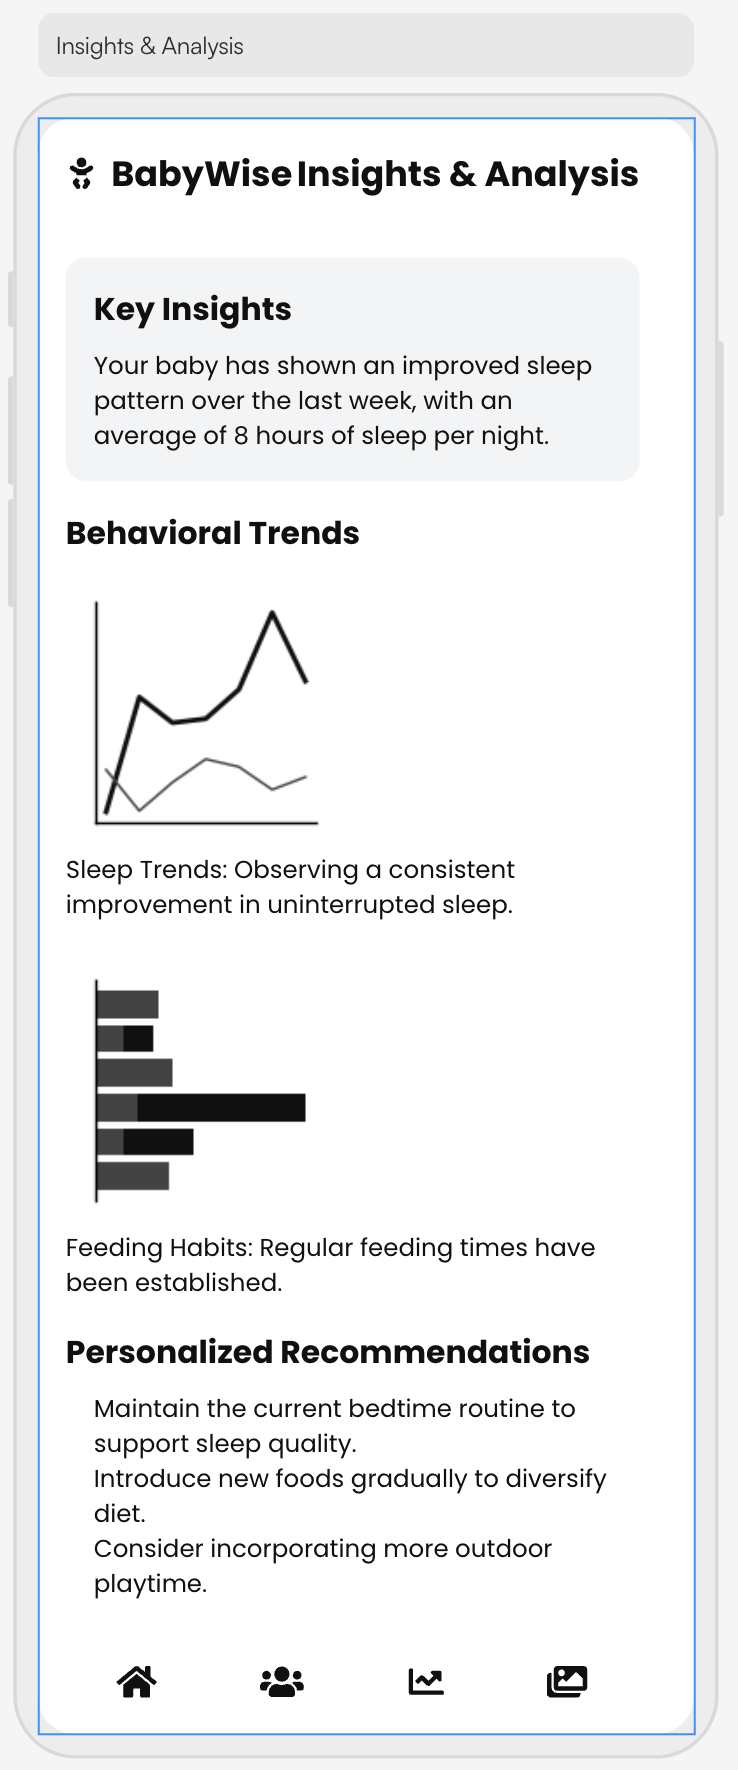 Insights & Analysis
BabyWise Insights & Analysis
Key Insights
Your baby has shown an improved sleep
pattern over the last week, with an
average of 8 hours of sleep per night.
Behavioral Trends
Sleep Trends: Observing a consistent
improvement in uninterrupted sleep.
Feeding Habits: Regular feeding times have
been established.
Personalized Recommendations
Maintain the current bedtime routine to
support sleep quality.
Introduce new foods gradually to diversify
diet.
Consider incorporating more outdoor
playtime.